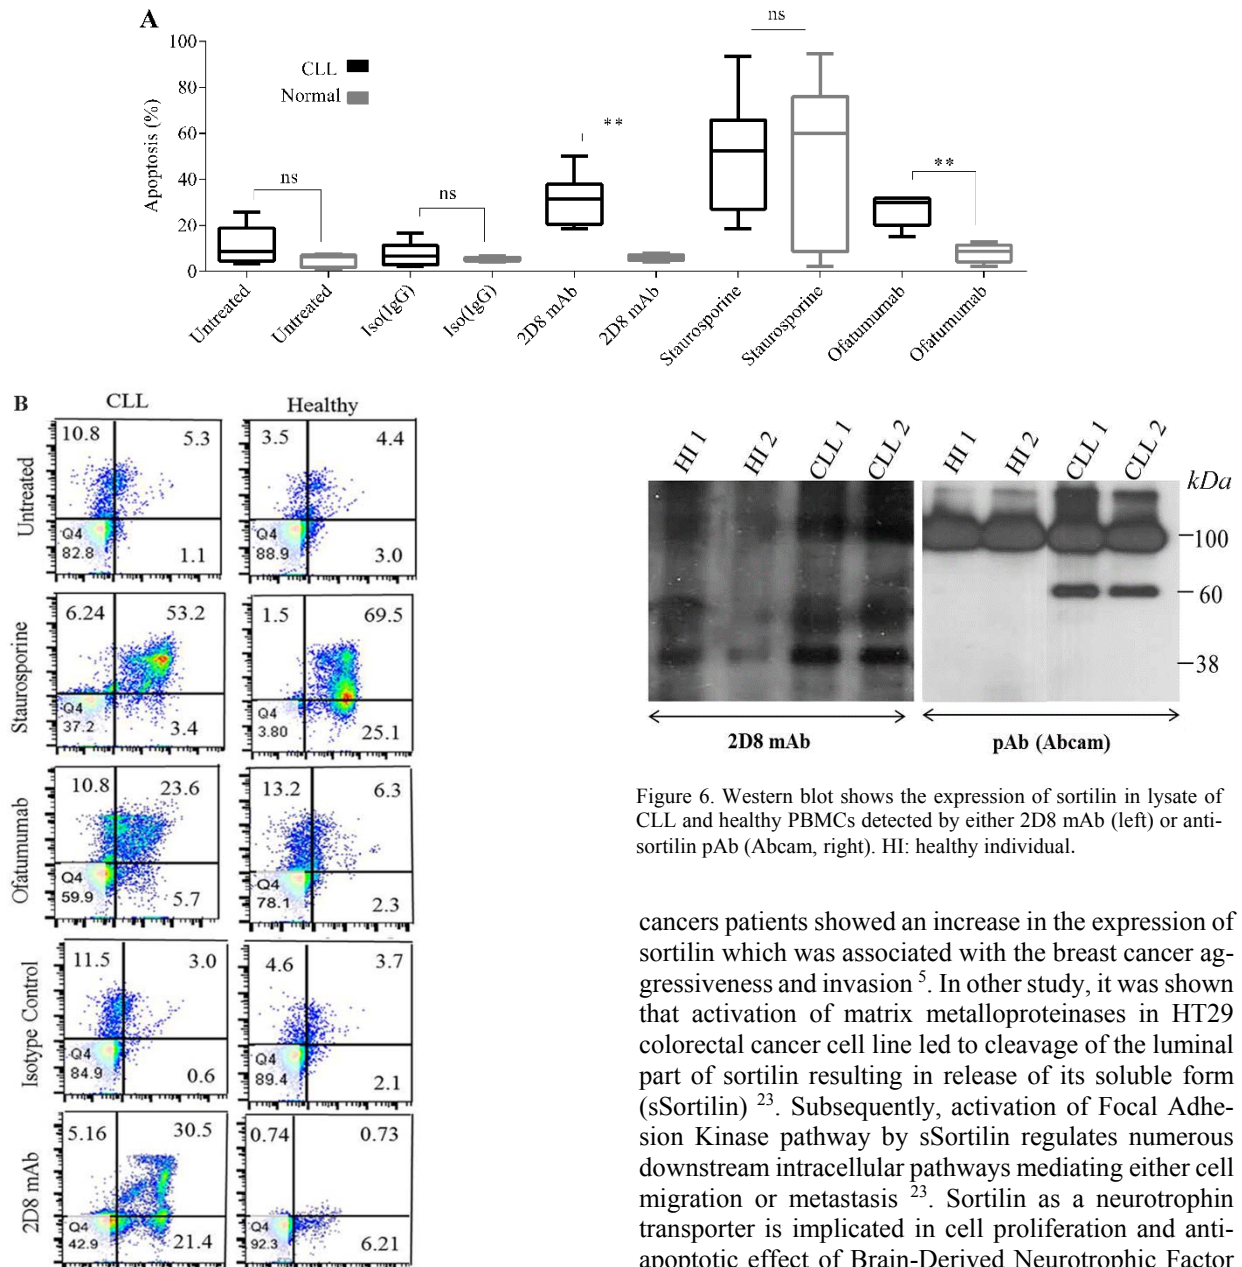 A
ns
100
80
60
40
20
0
Apoptosis (%)
CLL
Normal
ns
ns
**
**
Untreated
Untreated
Iso(IgG)
Iso(IgG)
2D8 mAb
2D8 mAb
Staurosporine
Staurosporine
Ofatumumab
Ofatumumab
B
CLL
Healthy
Untreated
10.8
5.3
Q4
82.8
1.1
3.5
4.4
Q4
88.9
3.0
Staurosporine
6.24
53.2
Q4
37.2
3.4
1.5
69.5
Q4
3.80
25.1
Ofatumumab
10.8
23.6
Q4
59.9
5.7
13.2
6.3
Q4
78.1
2.3
Isotype Control
11.5
3.0
Q4
84.9
0.6
4.6
3.7
Q4
89.4
2.1
2D8 mAb
5.16
30.5
Q4
42.9
21.4
0.74
0.73
Q4
92.3
6.21
HI 1
HI 2
CLL 1
CLL 2
HI 1
HI 2
CLL 1
CLL 2
kDa
100
60
38
2D8 mAb
pAb (Abcam)
Figure 6. Western blot shows the expression of sortilin in lysate of
CLL and healthy PBMCs detected by either 2D8 mAb (left) or anti-
sortilin pAb (Abcam, right). HI: healthy individual.
cancers patients showed an increase in the expression of
sortilin which was associated with the breast cancer ag-
gressiveness and invasion 5. In other study, it was shown
that activation of matrix metalloproteinases in HT29
colorectal cancer cell line led to cleavage of the luminal
part of sortilin resulting in release of its soluble form
(sSortilin) 23. Subsequently, activation of Focal Adhe-
sion Kinase pathway by sSortilin regulates numerous
downstream intracellular pathways mediating either cell
migration or metastasis 23. Sortilin as a neurotrophin
transporter is implicated in cell proliferation and anti-
apoptotic effect of Brain-Derived Neurotrophic Factor